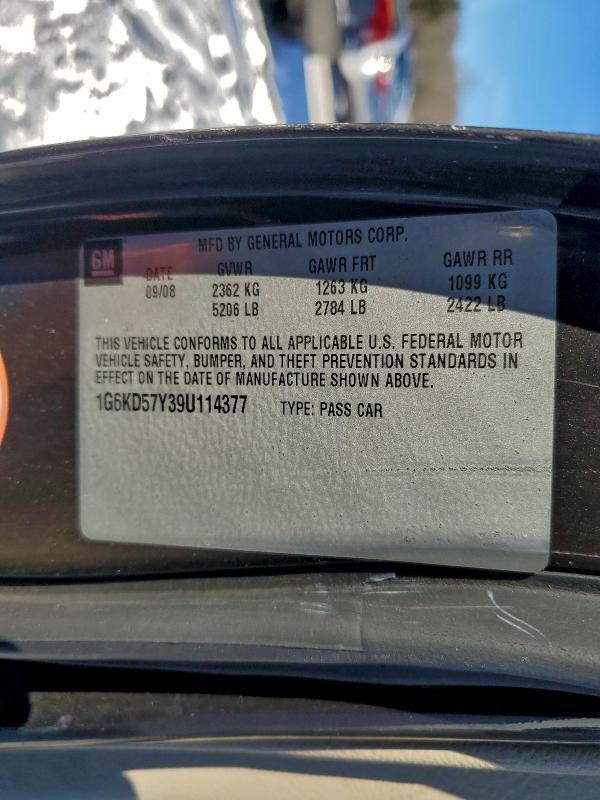 GM
MFD BY GENERAL MOTORS CORP.
DATE GVWR GAWR FRT GAWR RR
09/08 2362 KG 1263 KG 1099 KG
5206 LB 2784 LB 2422 LB
THIS VEHICLE CONFORMS TO ALL APPLICABLE U.S. FEDERAL MOTOR
VEHICLE SAFETY, BUMPER, AND THEFT PREVENTION STANDARDS IN
EFFECT ON THE DATE OF MANUFACTURE SHOWN ABOVE.
1G6KD57Y39U114377 TYPE: PASS CAR